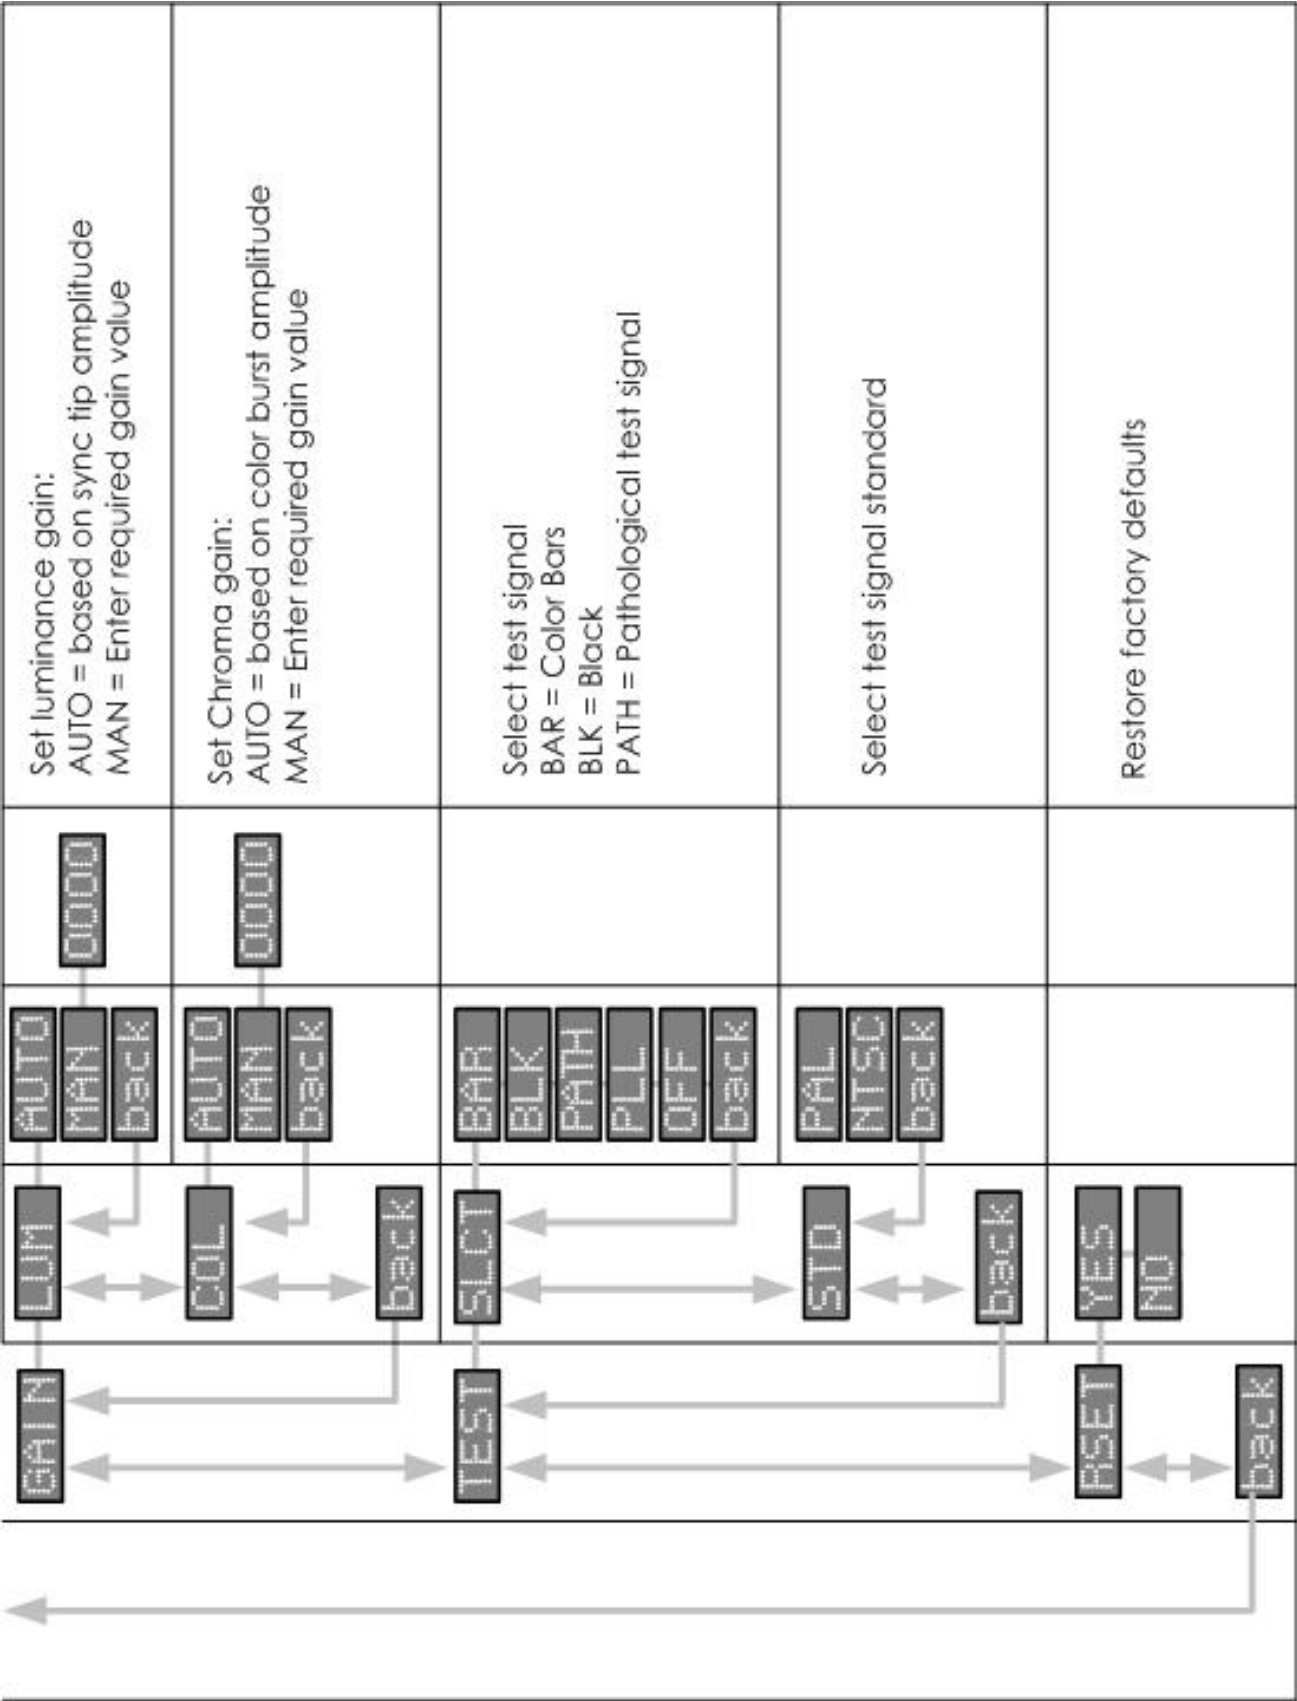 GAIN
LUM
AUTO
MAN
back
0000
Set luminance gain:
AUTO = based on sync tip amplitude
MAN = Enter required gain value
COL
AUTO
MAN
back
0000
Set Chroma gain:
AUTO = based on color burst amplitude
MAN = Enter required gain value
back
TEST
SLCT
BAR
BLK
PATH
PLL
OFF
back
Select test signal
BAR = Color Bars
BLK = Black
PATH = Pathological test signal
STD
PAL
NTSC
back
Select test signal standard
back
RSET
YES
NO
Restore factory defaults
back